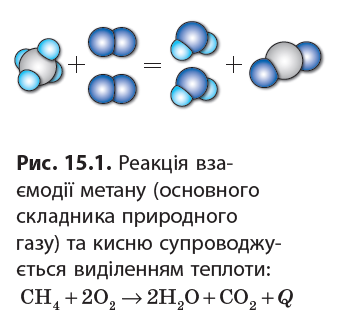 + = +
Рис. 15.1. Реакція вза-
ємодії метану (основного
складника природного
газу) та кисню супроводжу-
ється виділенням теплоти:
CH₄ + 2O₂ → 2H₂O + CO₂ + Q